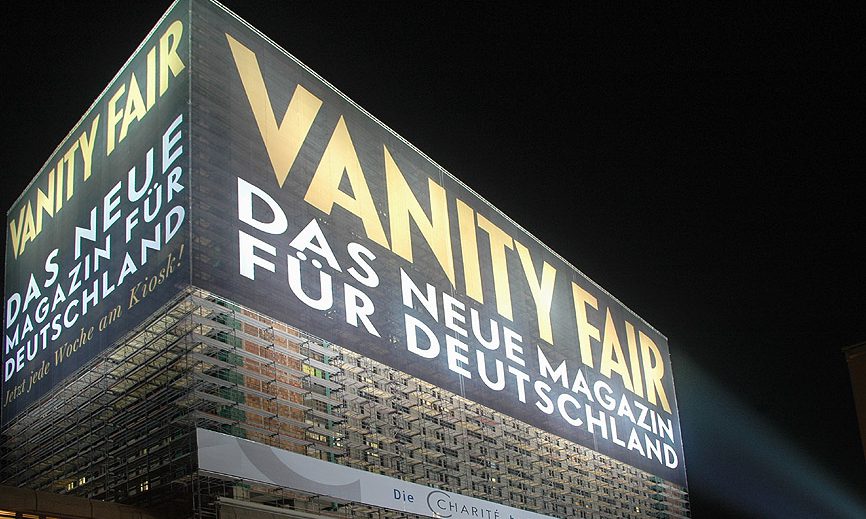 VANITY FAIR
DAS NEUE
MAGAZIN FÜR
DEUTSCHLAND
Jetzt jede Woche am Kiosk!
VANITY FAIR
DAS NEUE MAGAZIN
FÜR DEUTSCHLAND
Die CHARITÉ